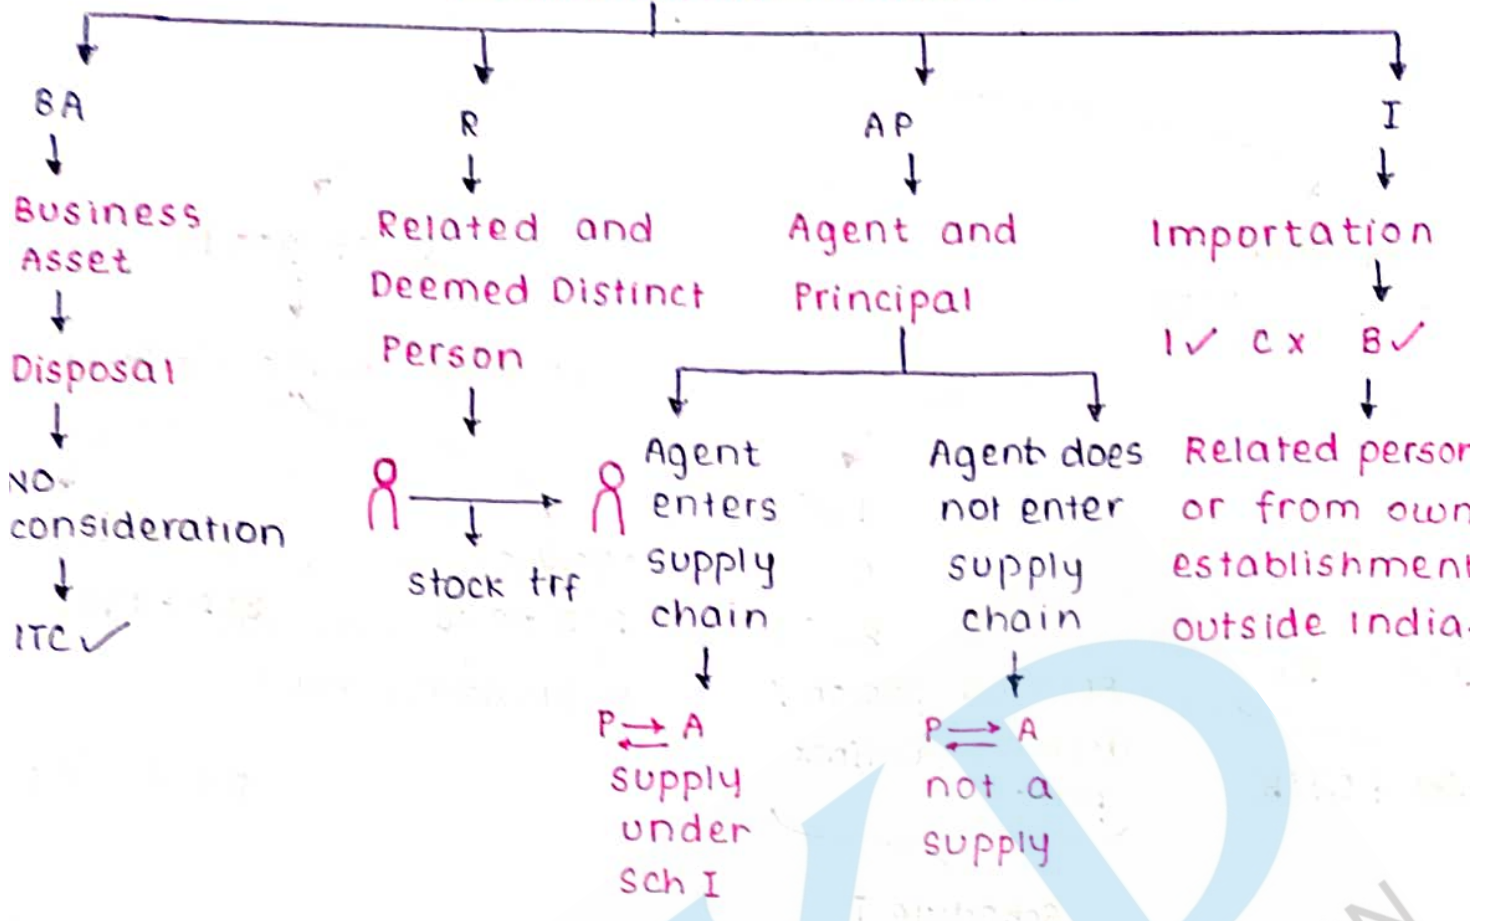 BA
Business
Asset
Disposal
NO
consideration
ITC ✓
R
Related and
Deemed Distinct
Person
stock trf
AP
Agent and
Principal
Agent
enters
supply
chain
P ⇄ A
supply
under
Sch I
Agent does
not enter
supply
chain
P ⇄ A
not a
supply
I
Importation
I ✓ C x B ✓
Related person
or from own
establishment
outside India.
N